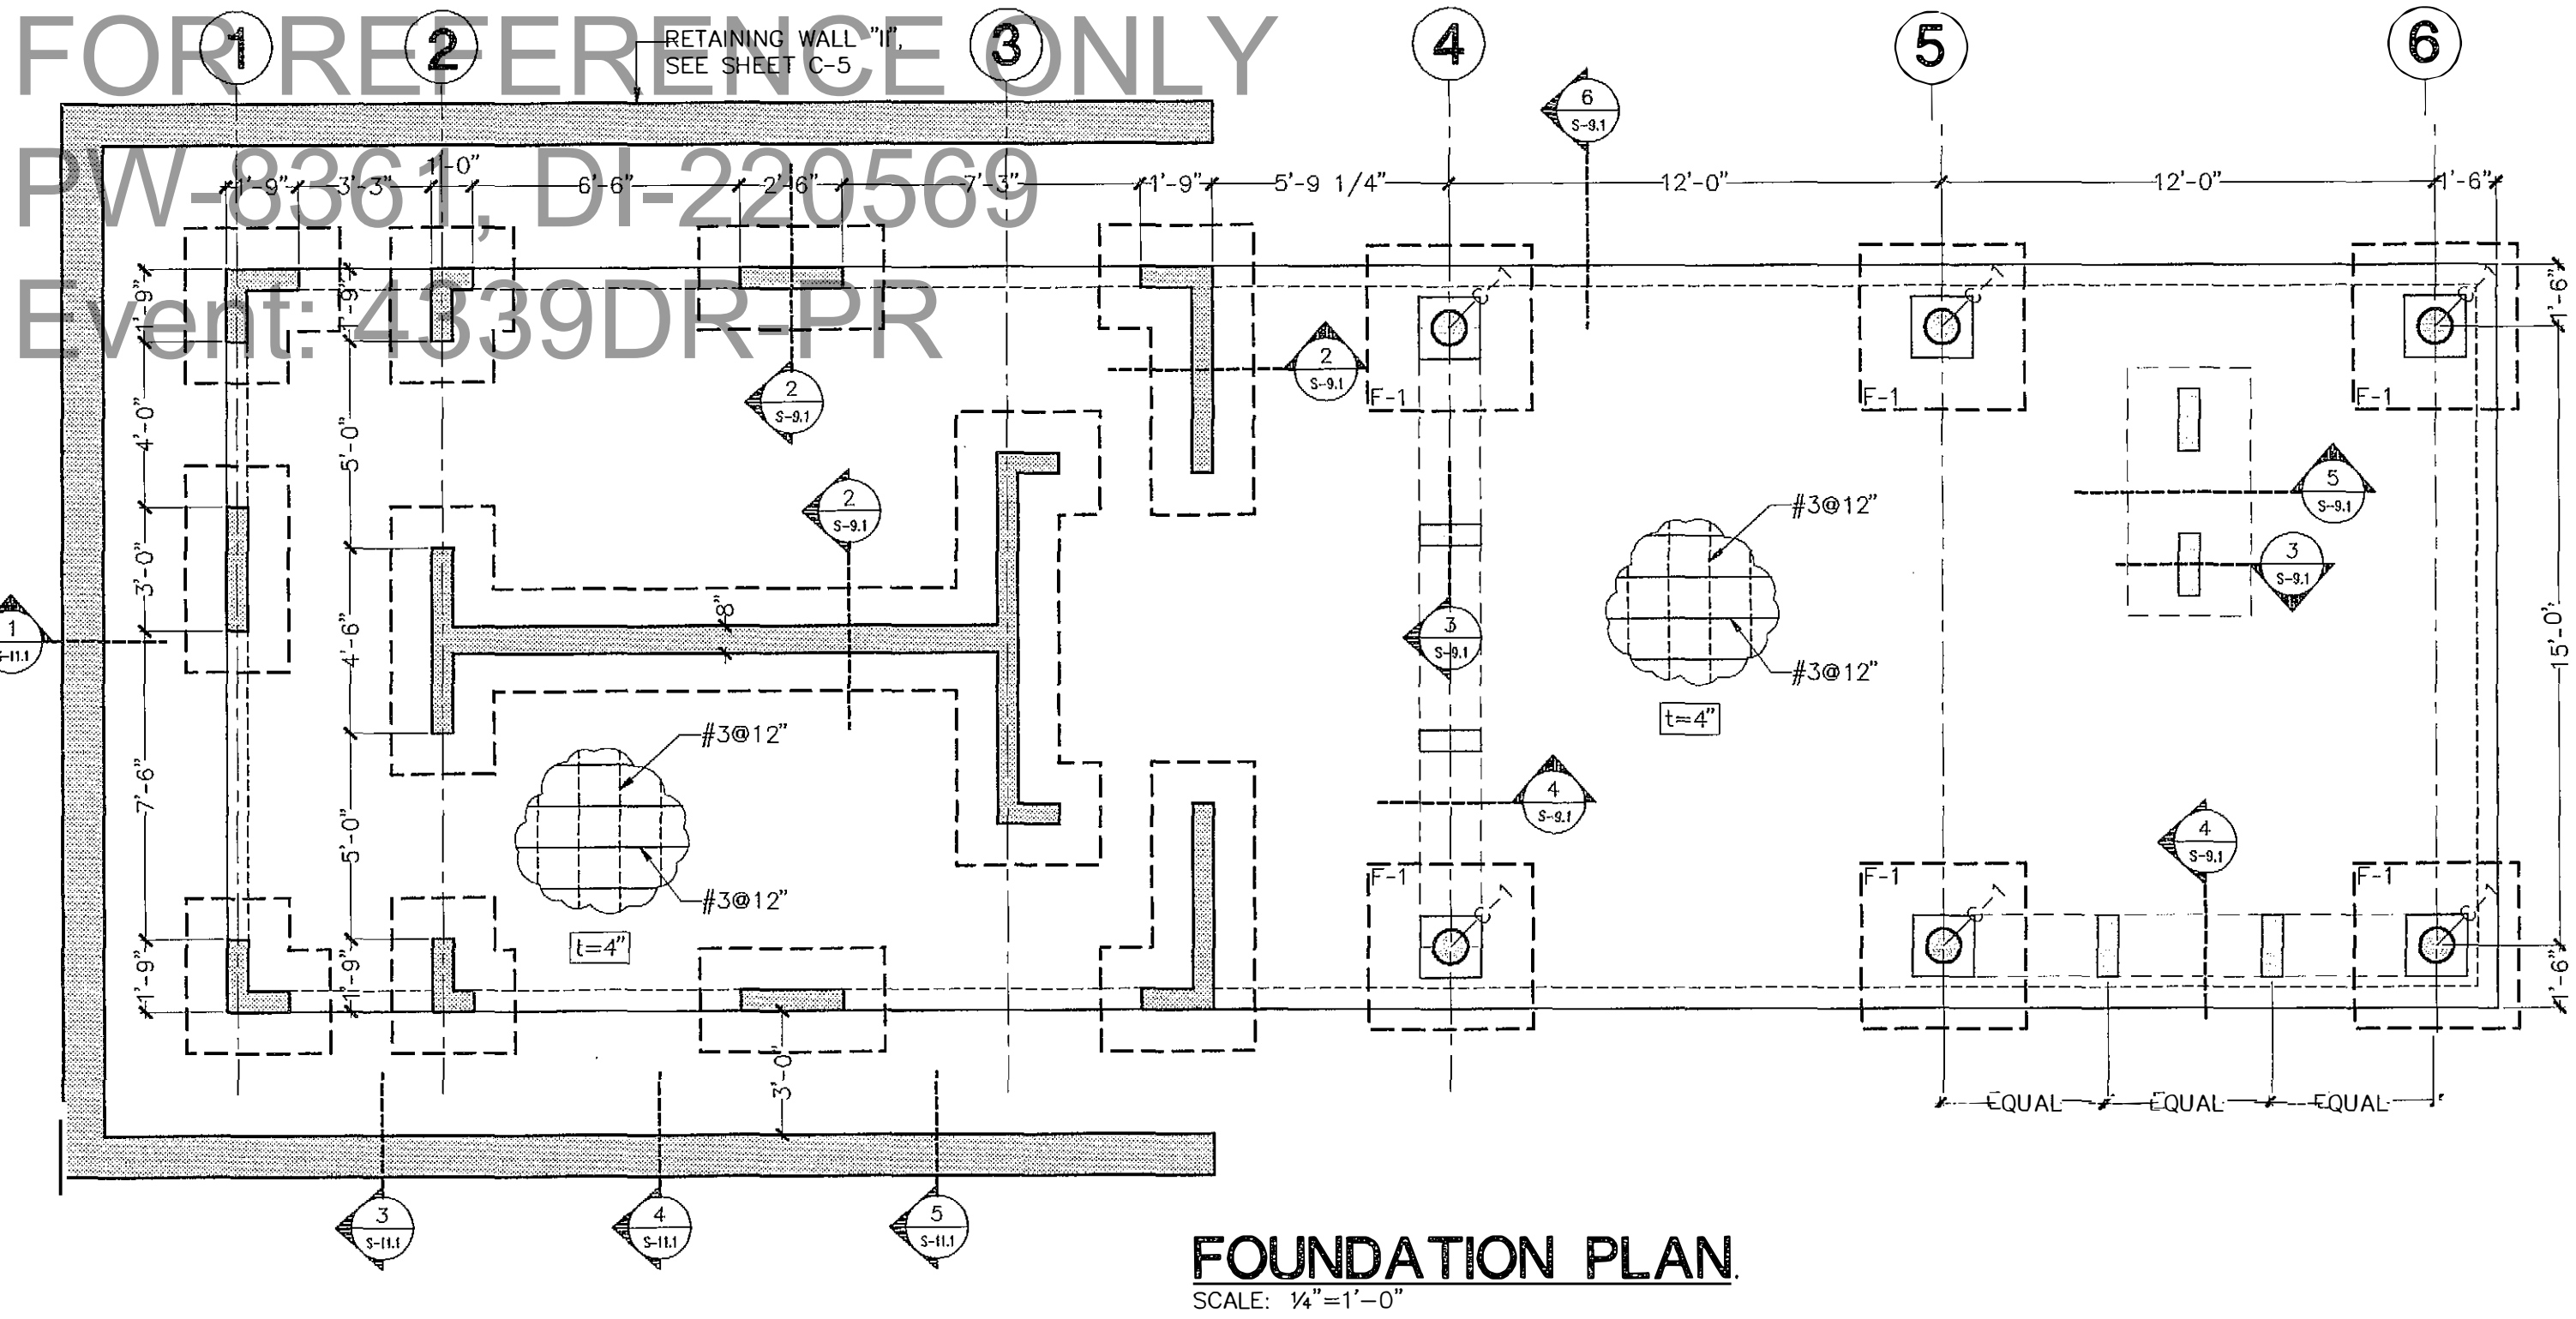 FOR REFERENCE ONLY
PW-8361, DI-220569
Event: 4339DR-PR
1 2 3 4 5 6
RETAINING WALL "II",
SEE SHEET C-5
6
S-9.1
1'-9" 3'-3" 1'-0" 6'-6" 2'-6" 7'-3" 1'-9" 5'-9 1/4" 12'-0" 12'-0" 1'-6"
1'-9"
4'-0"
3'-0"
7'-6"
1'-9"
1'-9"
5'-0"
4'-6"
5'-0"
1'-9"
8"
3'-0"
1'-6"
15'-0"
1'-6"
C-1
C-1
C-1
F-1
F-1
F-1
2
S-9.1
2
S-9.1
2
S-9.1
5
S-9.1
3
S-9.1
#3@12"
#3@12"
t=4"
1
S-11.1
3
S-9.1
#3@12"
#3@12"
t=4"
4
S-9.1
4
S-9.1
F-1
F-1
F-1
C-1
C-1
C-1
EQUAL EQUAL EQUAL
3
S-11.1
4
S-11.1
5
S-11.1
FOUNDATION PLAN.
SCALE: 1/4"=1'-0"